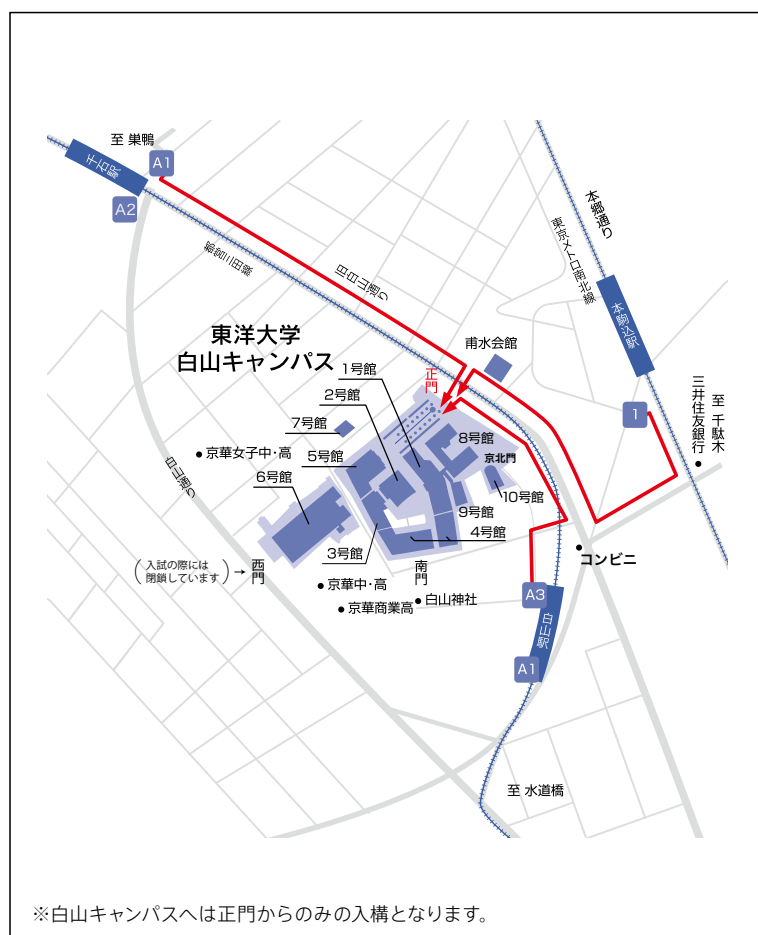 至 巣鴨
A1
千石駅
A2
都営三田線
旧白山通り
本郷通り
東京メトロ南北線
本駒込駅
東洋大学
白山キャンパス
甫水会館
正門
1号館
2号館
7号館
8号館
京北門
5号館
京華女子中・高
6号館
10号館
9号館
4号館
3号館
白山通り
1
三井住友銀行
至 千駄木
入試の際には
閉鎖しています
→
西門
南門
コンビニ
京華中・高
白山神社
京華商業高
A3
白山駅
A1
至 水道橋
※白山キャンパスへは正門からのみの入構となります。